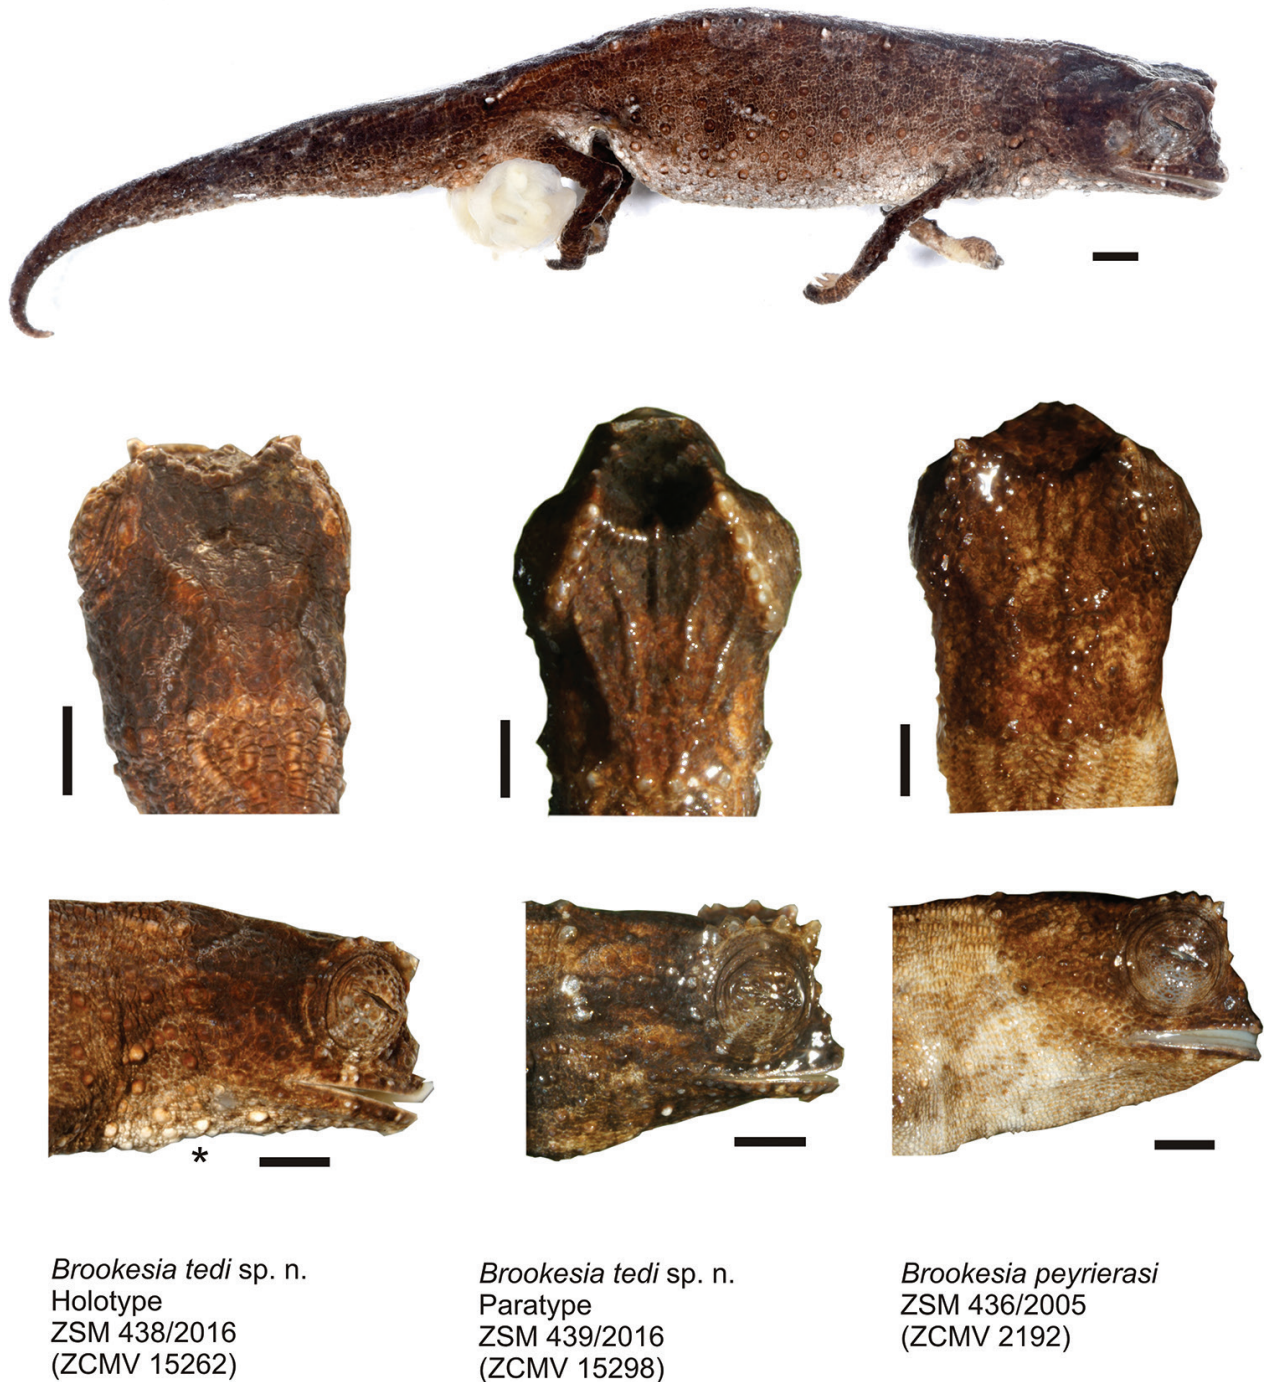 *
Brookesia tedi sp. n.
Holotype
ZSM 438/2016
(ZCMV 15262)
Brookesia tedi sp. n.
Paratype
ZSM 439/2016
(ZCMV 15298)
Brookesia peyrierasi
ZSM 436/2005
(ZCMV 2192)